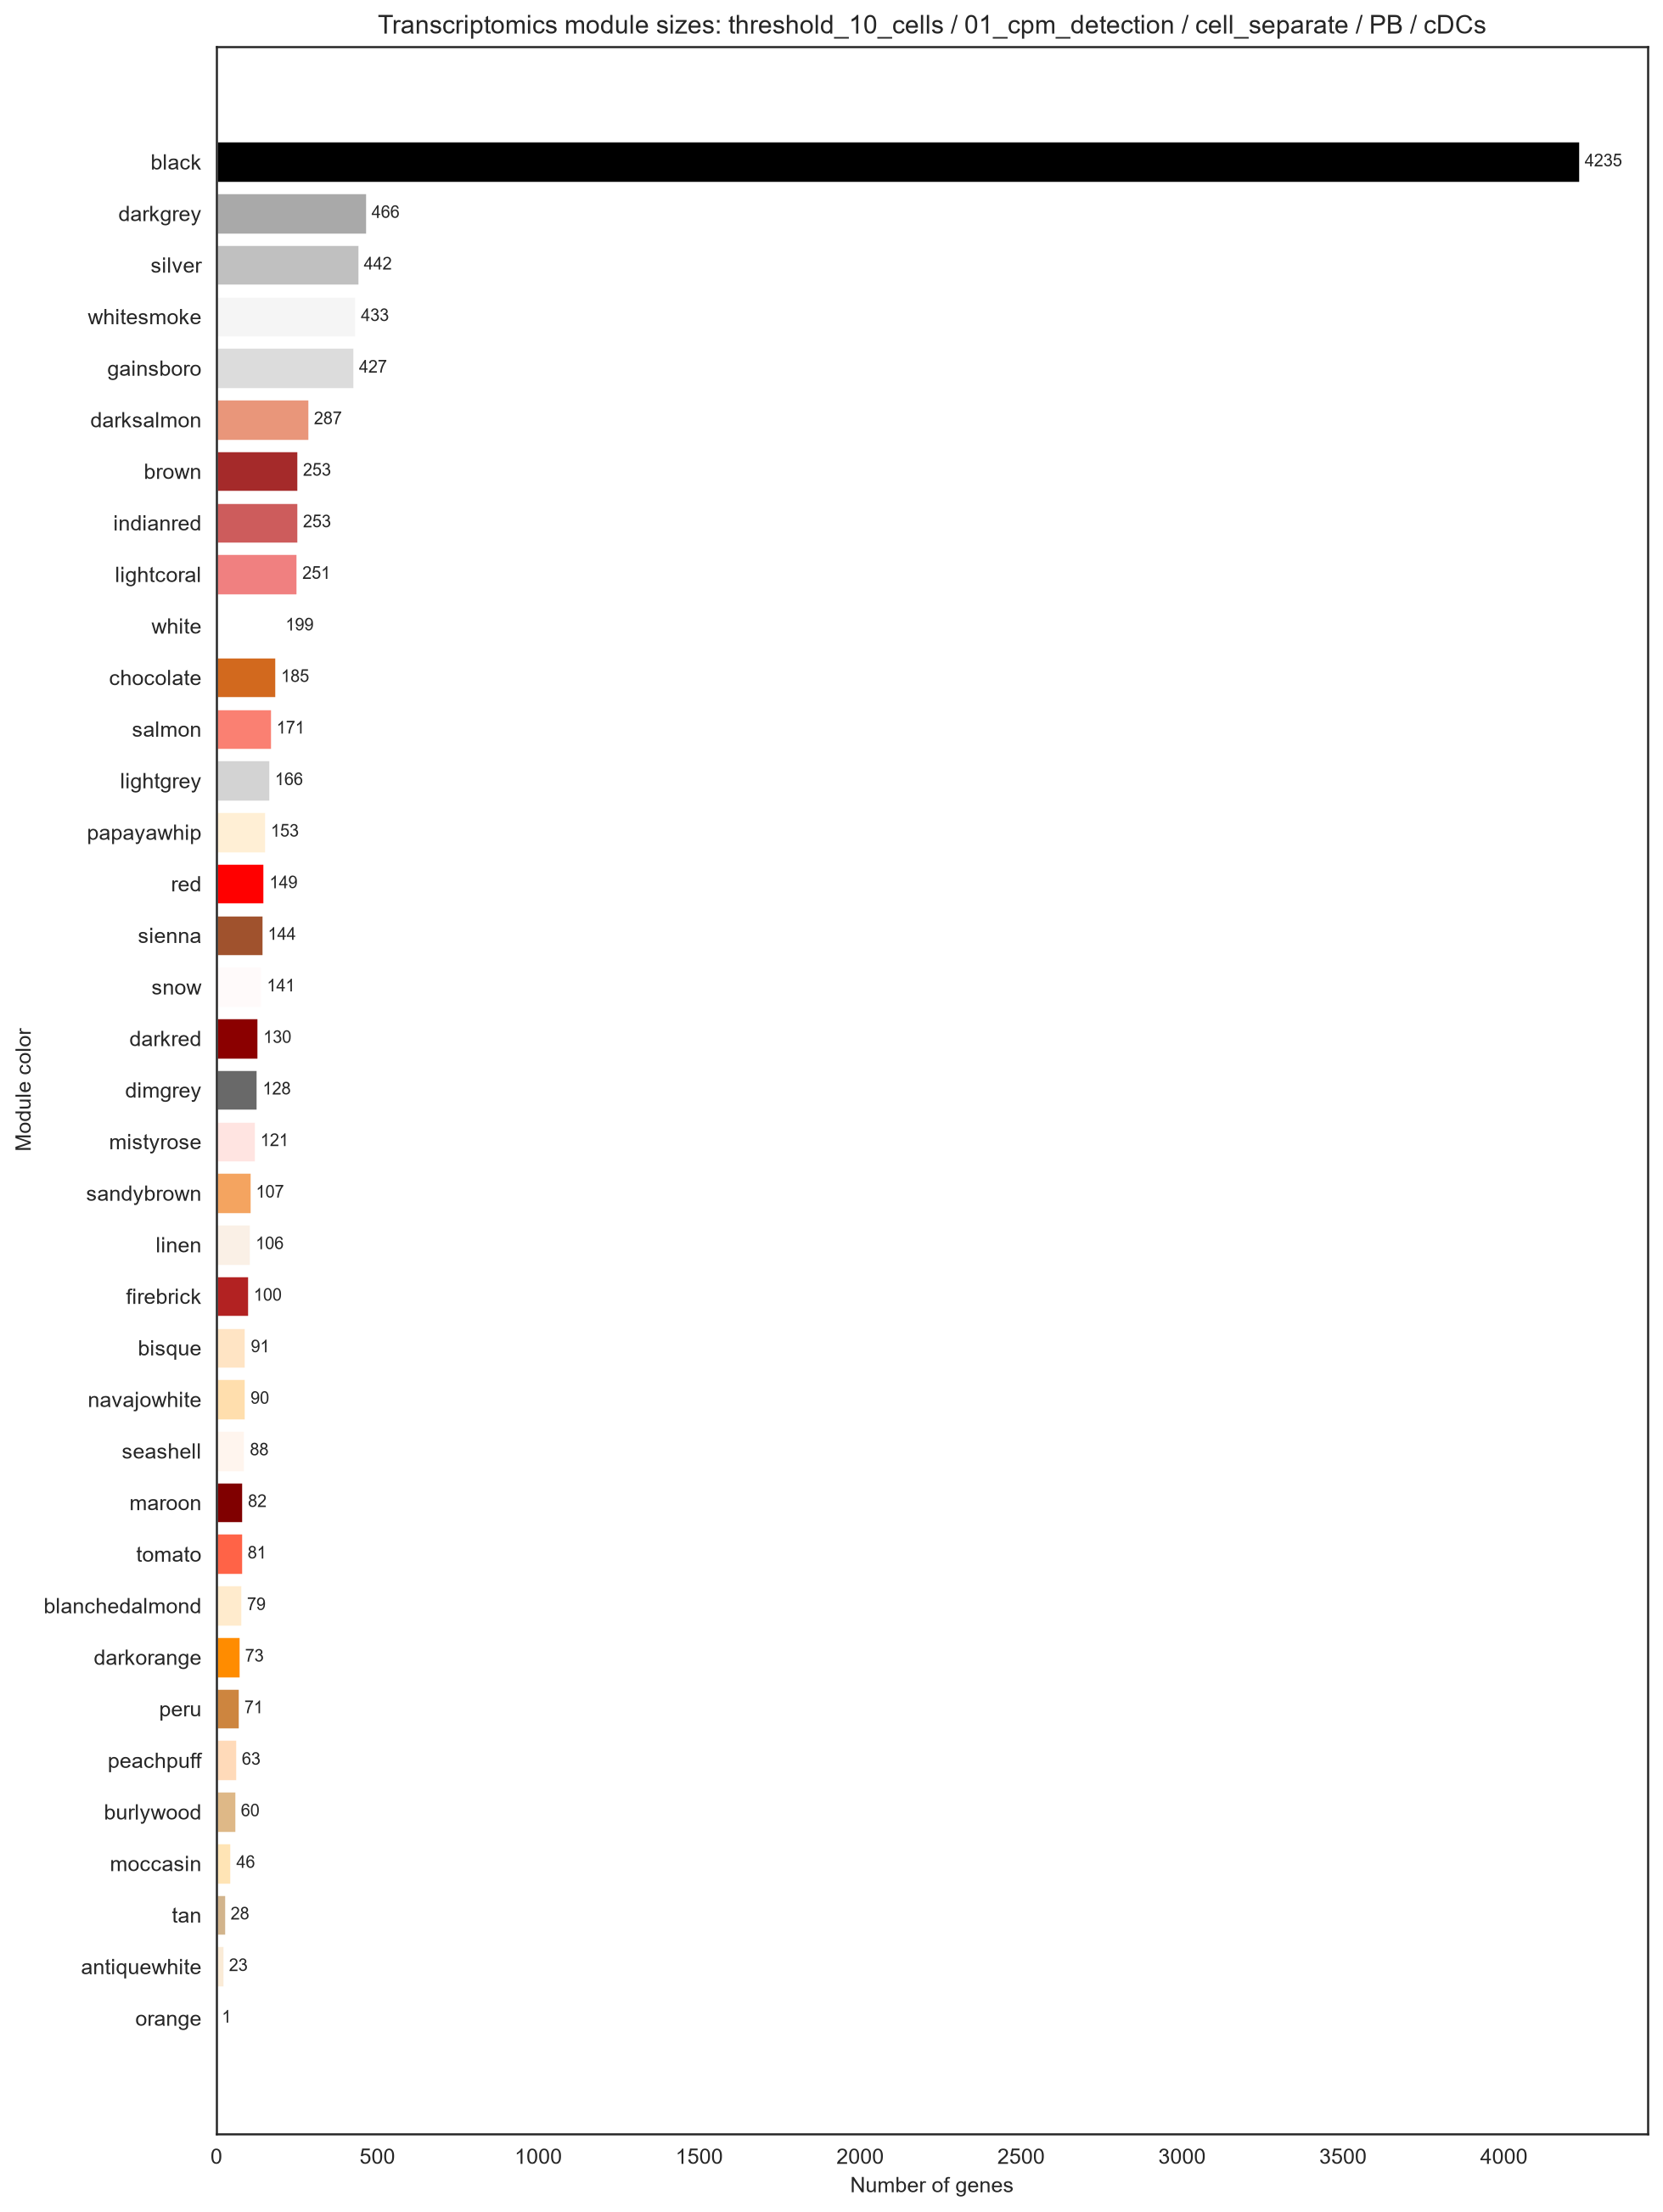 Transcriptomics module sizes: threshold_10_cells / 01_cpm_detection / cell_separate / PB / cDCs
black 4235
darkgrey 466
silver 442
whitesmoke 433
gainsboro 427
darksalmon 287
brown 253
indianred 253
lightcoral 251
white 199
chocolate 185
salmon 171
lightgrey 166
papayawhip 153
red 149
sienna 144
snow 141
darkred 130
dimgrey 128
mistyrose 121
sandybrown 107
linen 106
firebrick 100
bisque 91
navajowhite 90
seashell 88
maroon 82
tomato 81
blanchedalmond 79
darkorange 73
peru 71
peachpuff 63
burlywood 60
moccasin 46
tan 28
antiquewhite 23
orange 1
Module color
0 500 1000 1500 2000 2500 3000 3500 4000
Number of genes